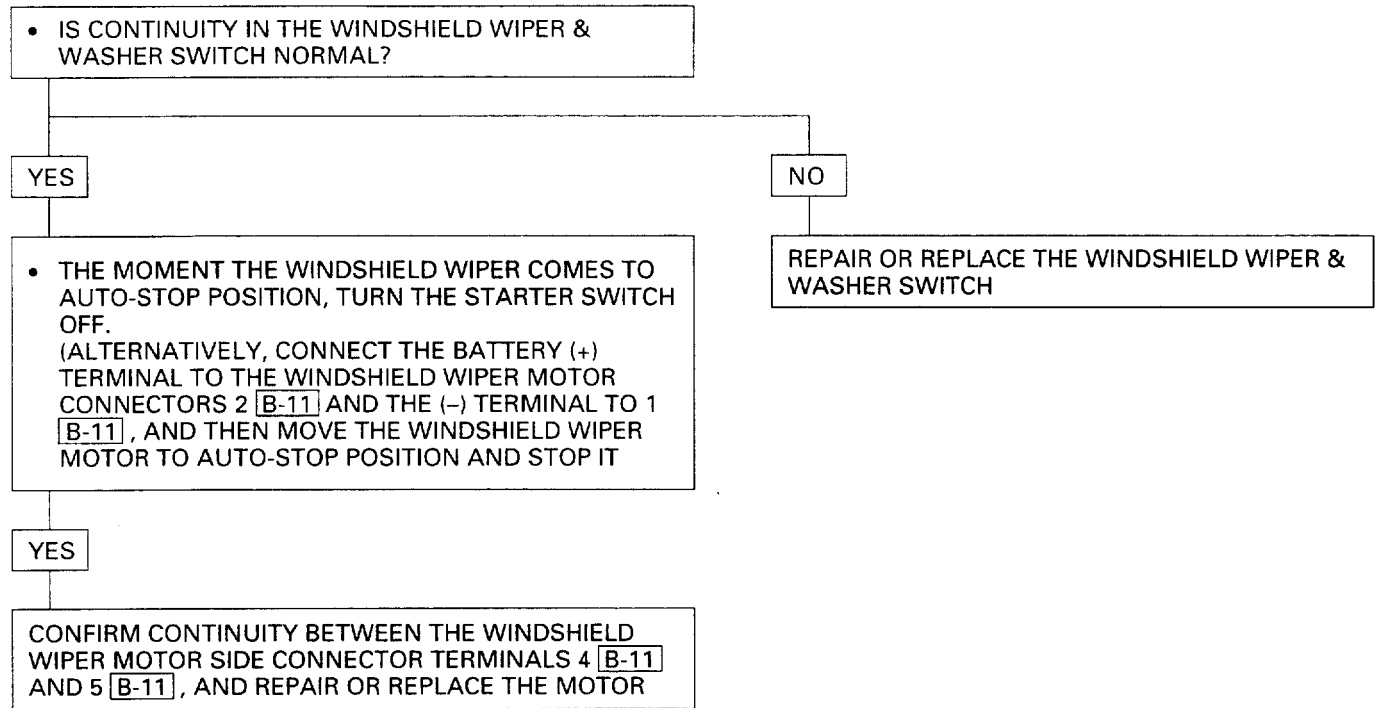 • IS CONTINUITY IN THE WINDSHIELD WIPER &
WASHER SWITCH NORMAL?
YES
NO
• THE MOMENT THE WINDSHIELD WIPER COMES TO
AUTO-STOP POSITION, TURN THE STARTER SWITCH
OFF.
(ALTERNATIVELY, CONNECT THE BATTERY (+)
TERMINAL TO THE WINDSHIELD WIPER MOTOR
CONNECTORS 2 B-11 AND THE (–) TERMINAL TO 1
B-11 , AND THEN MOVE THE WINDSHIELD WIPER
MOTOR TO AUTO-STOP POSITION AND STOP IT
REPAIR OR REPLACE THE WINDSHIELD WIPER &
WASHER SWITCH
YES
CONFIRM CONTINUITY BETWEEN THE WINDSHIELD
WIPER MOTOR SIDE CONNECTOR TERMINALS 4 B-11
AND 5 B-11 , AND REPAIR OR REPLACE THE MOTOR